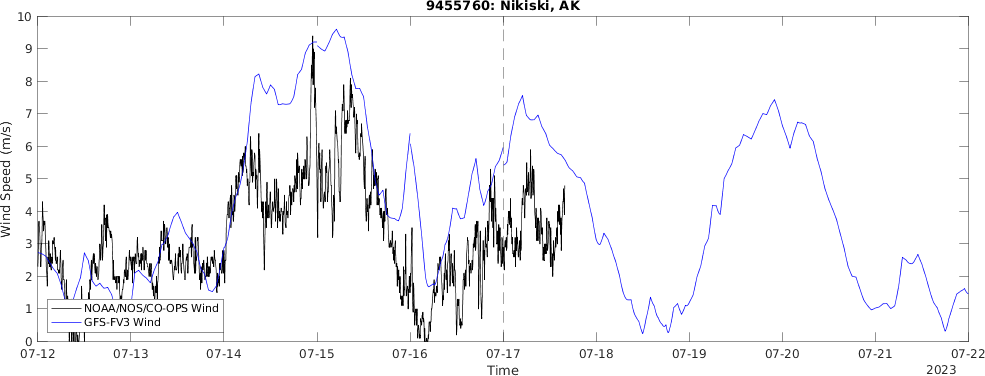 9455760: Nikiski, AK
10
9
8
7
6
5
4
3
2
1
0
Wind Speed (m/s)
NOAA/NOS/CO-OPS Wind
GFS-FV3 Wind
07-12 07-13 07-14 07-15 07-16 07-17 07-18 07-19 07-20 07-21 07-22
Time
2023